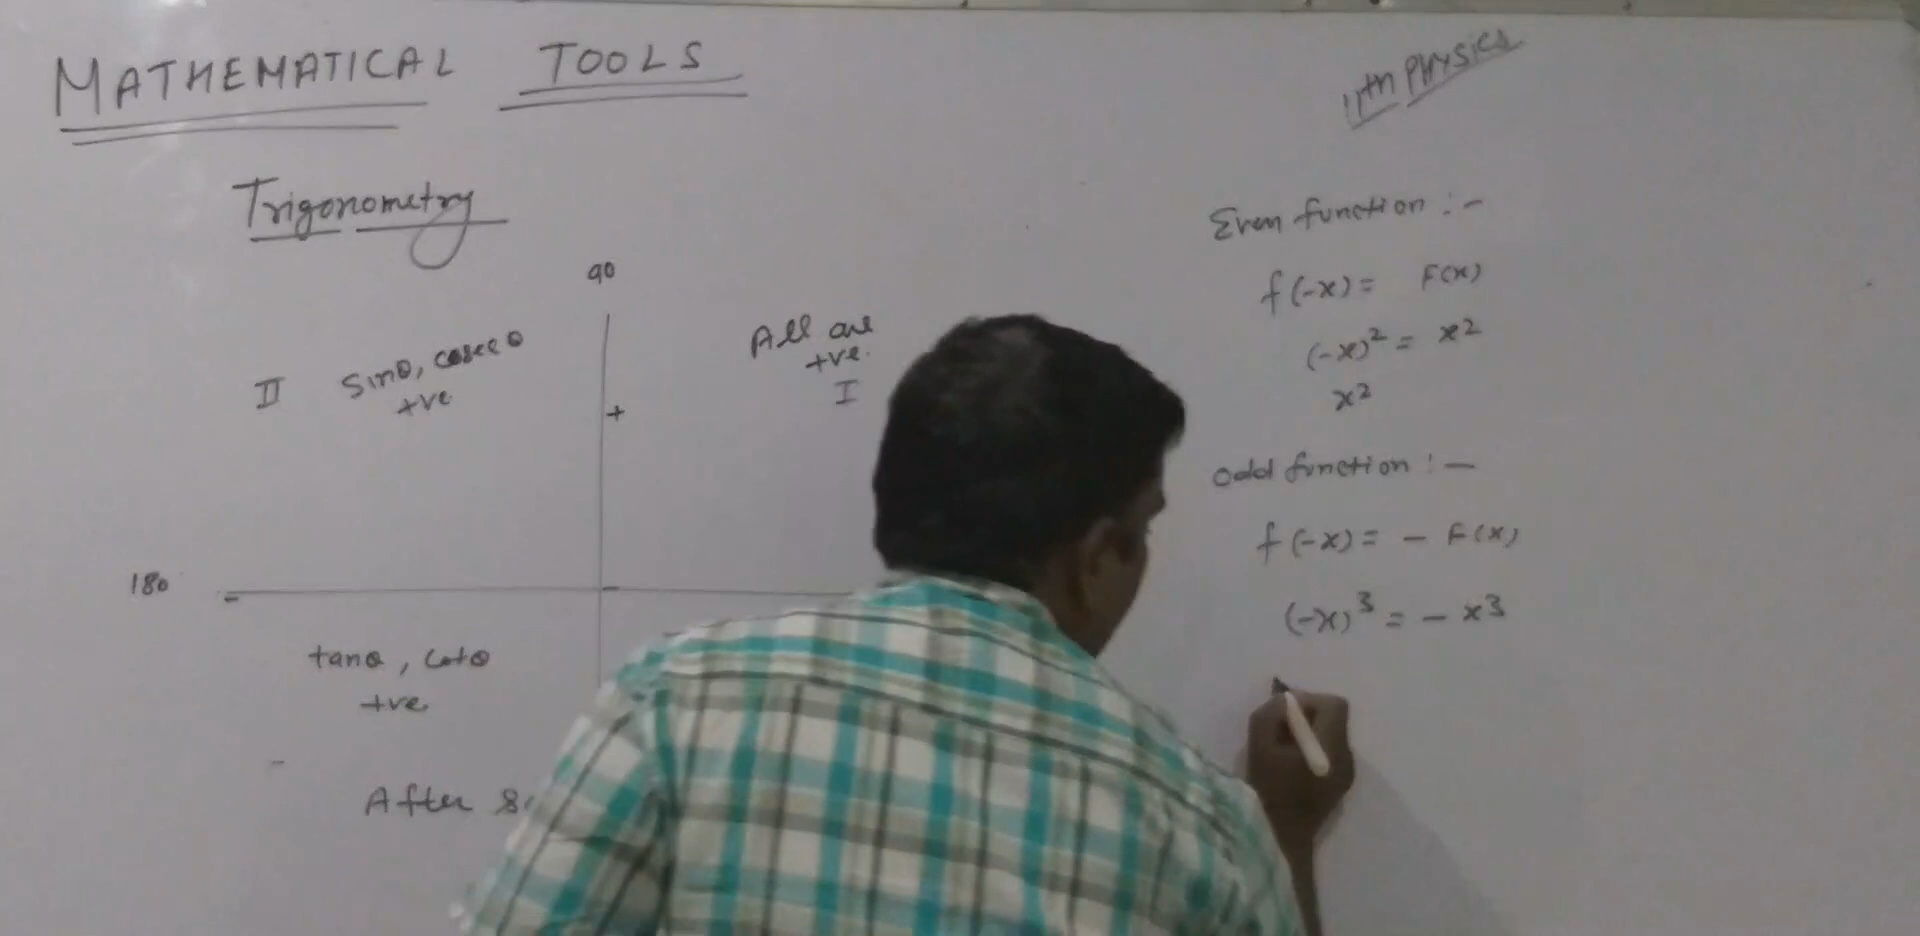 MATHEMATICAL TOOLS
11th PHYSICS
Trigonometry
90
II Sinθ, cosec θ
+ve
All are
+ve.
I
+
180
-
-
tanθ, cotθ
+ve
After
Even function :-
f(-x) = F(x)
(-x)² = x²
x²
odd function :-
f(-x) = - F(x)
(-x)³ = - x³